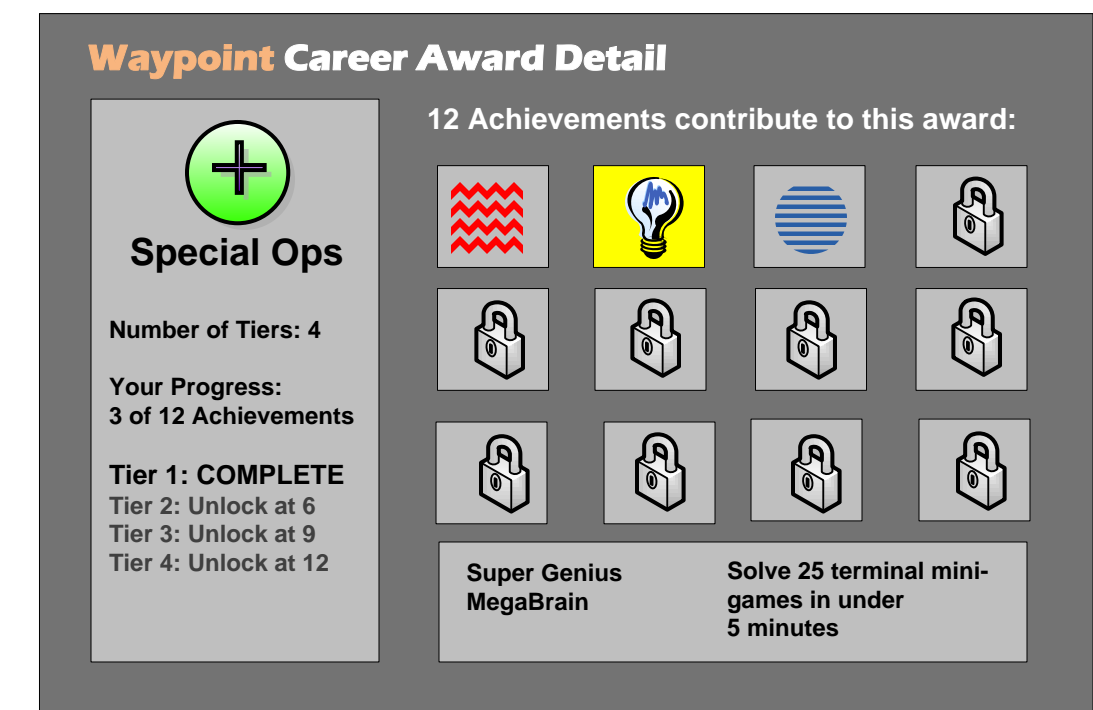 Waypoint Career Award Detail
Special Ops
Number of Tiers: 4
Your Progress:
3 of 12 Achievements
Tier 1: COMPLETE
Tier 2: Unlock at 6
Tier 3: Unlock at 9
Tier 4: Unlock at 12
12 Achievements contribute to this award:
Super Genius
MegaBrain
Solve 25 terminal mini-
games in under
5 minutes